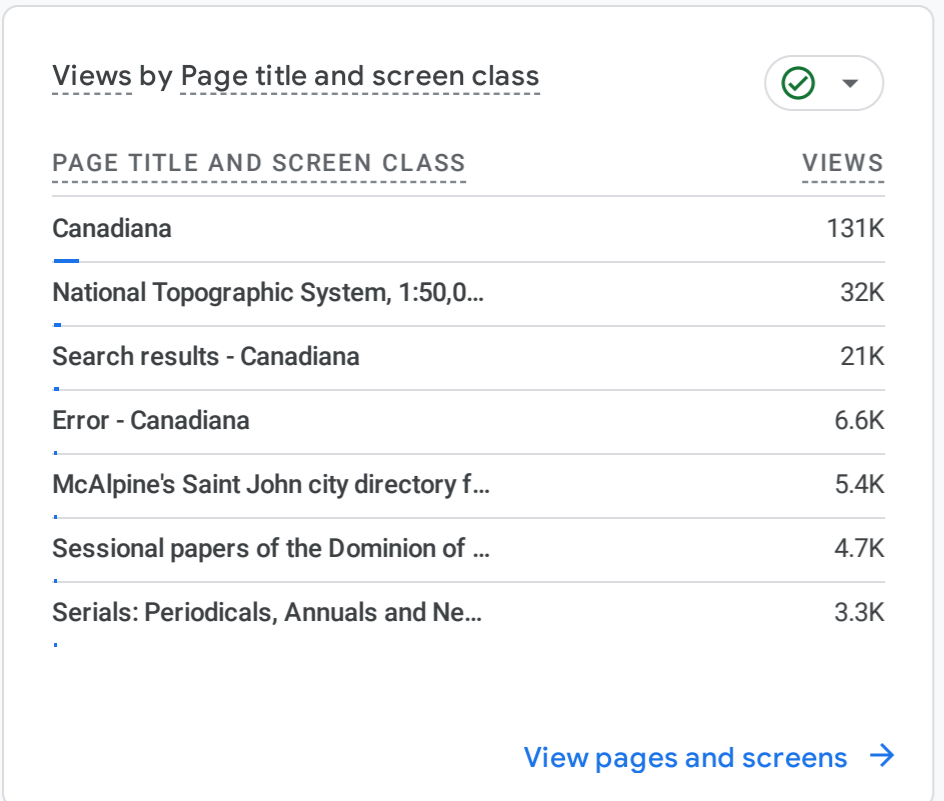 Views by Page title and screen class
PAGE TITLE AND SCREEN CLASS VIEWS
Canadiana 131K
National Topographic System, 1:50,0... 32K
Search results - Canadiana 21K
Error - Canadiana 6.6K
McAlpine's Saint John city directory f... 5.4K
Sessional papers of the Dominion of ... 4.7K
Serials: Periodicals, Annuals and Ne... 3.3K
View pages and screens